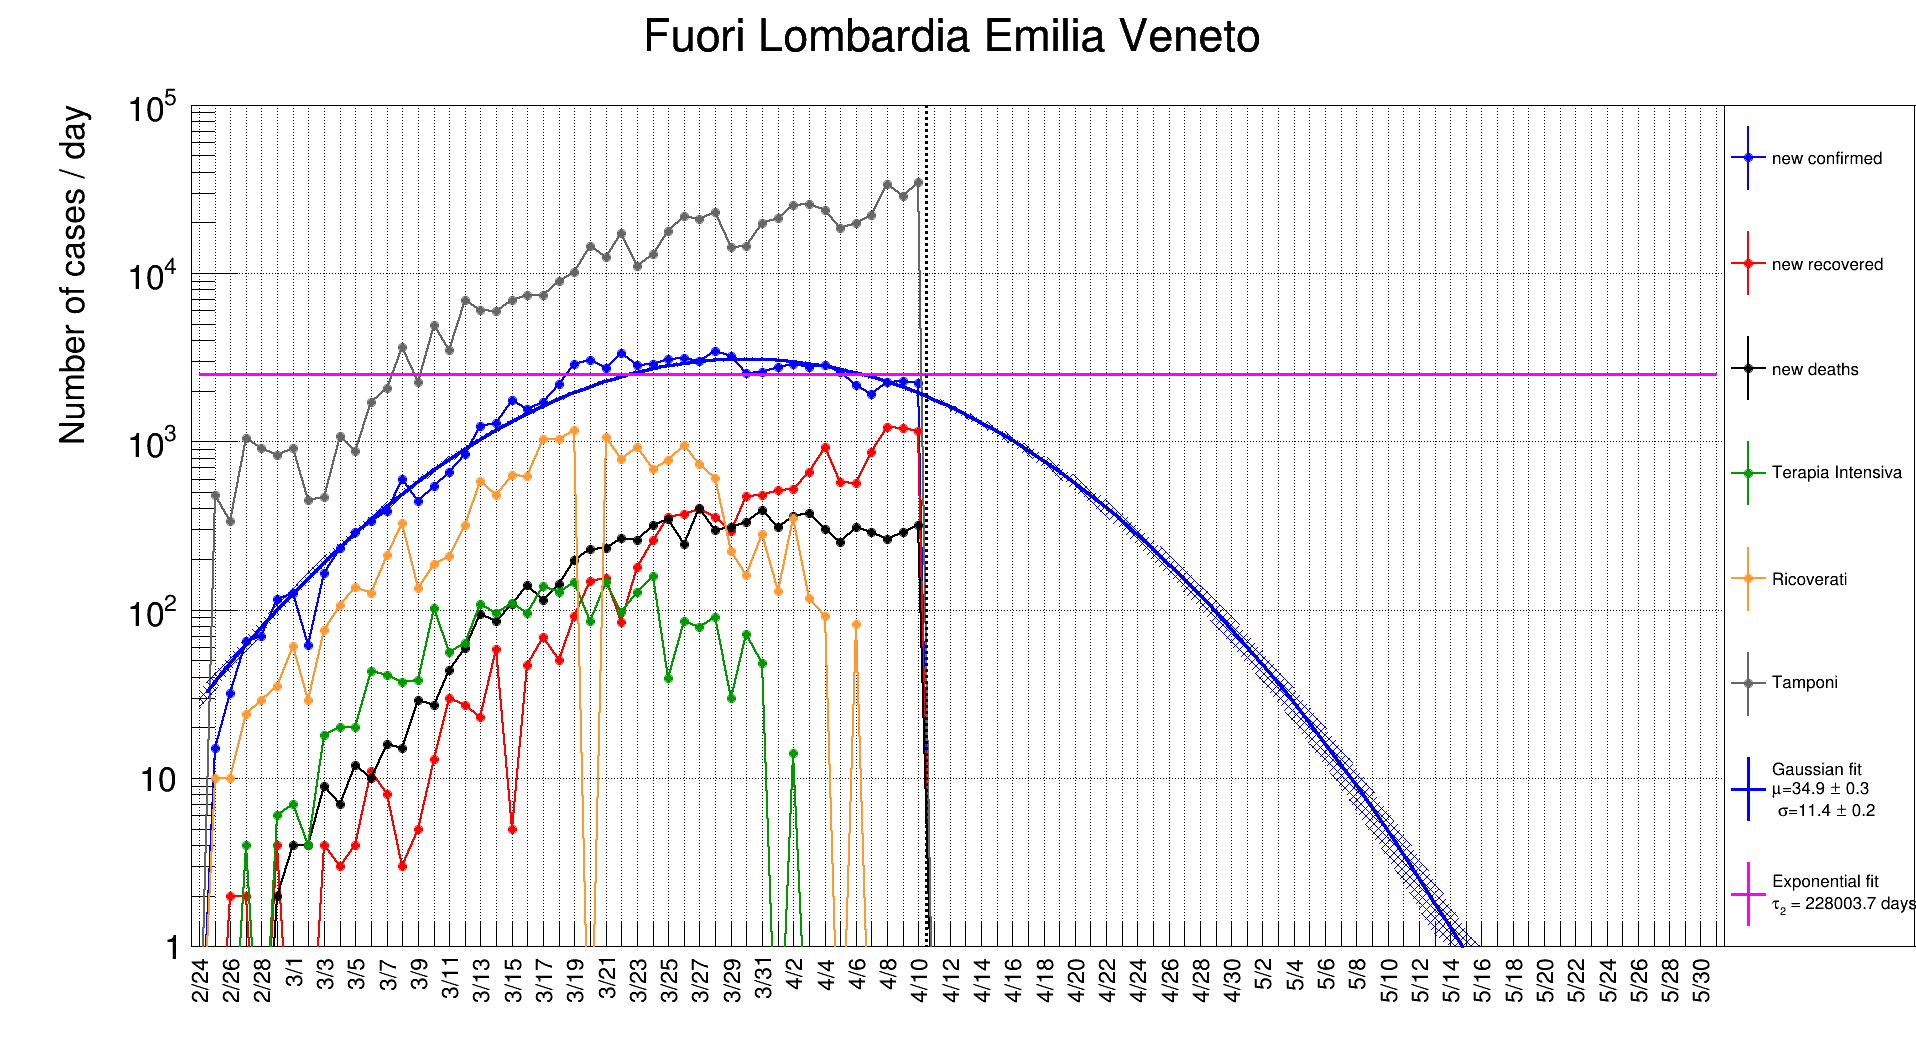 Fuori Lombardia Emilia Veneto
Number of cases / day
10^5
10^4
10^3
10^2
10
1
2/24 2/26 2/28 3/1 3/3 3/5 3/7 3/9 3/11 3/13 3/15 3/17 3/19 3/21 3/23 3/25 3/27 3/29 3/31 4/2 4/4 4/6 4/8 4/10 4/12 4/14 4/16 4/18 4/20 4/22 4/24 4/26 4/28 4/30 5/2 5/4 5/6 5/8 5/10 5/12 5/14 5/16 5/18 5/20 5/22 5/24 5/26 5/28 5/30
new confirmed
new recovered
new deaths
Terapia Intensiva
Ricoverati
Tamponi
Gaussian fit
μ=34.9 ± 0.3
σ=11.4 ± 0.2
Exponential fit
τ_2 = 228003.7 days